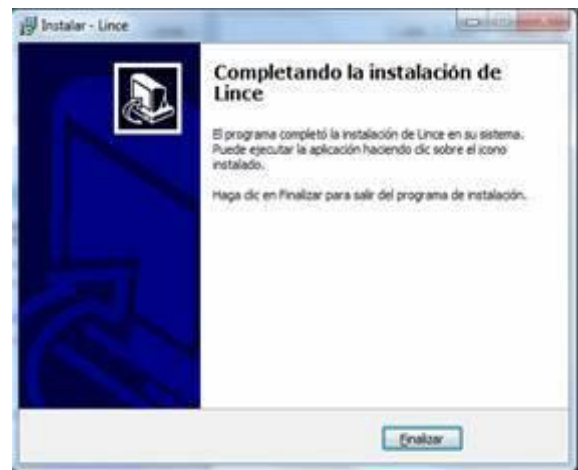 Instalar - Lince
Completando la instalación de
Lince
El programa completó la instalación de Lince en su sistema.
Puede ejecutar la aplicación haciendo clic sobre el icono
instalado.
Haga clic en Finalizar para salir del programa de instalación.
Finalizar